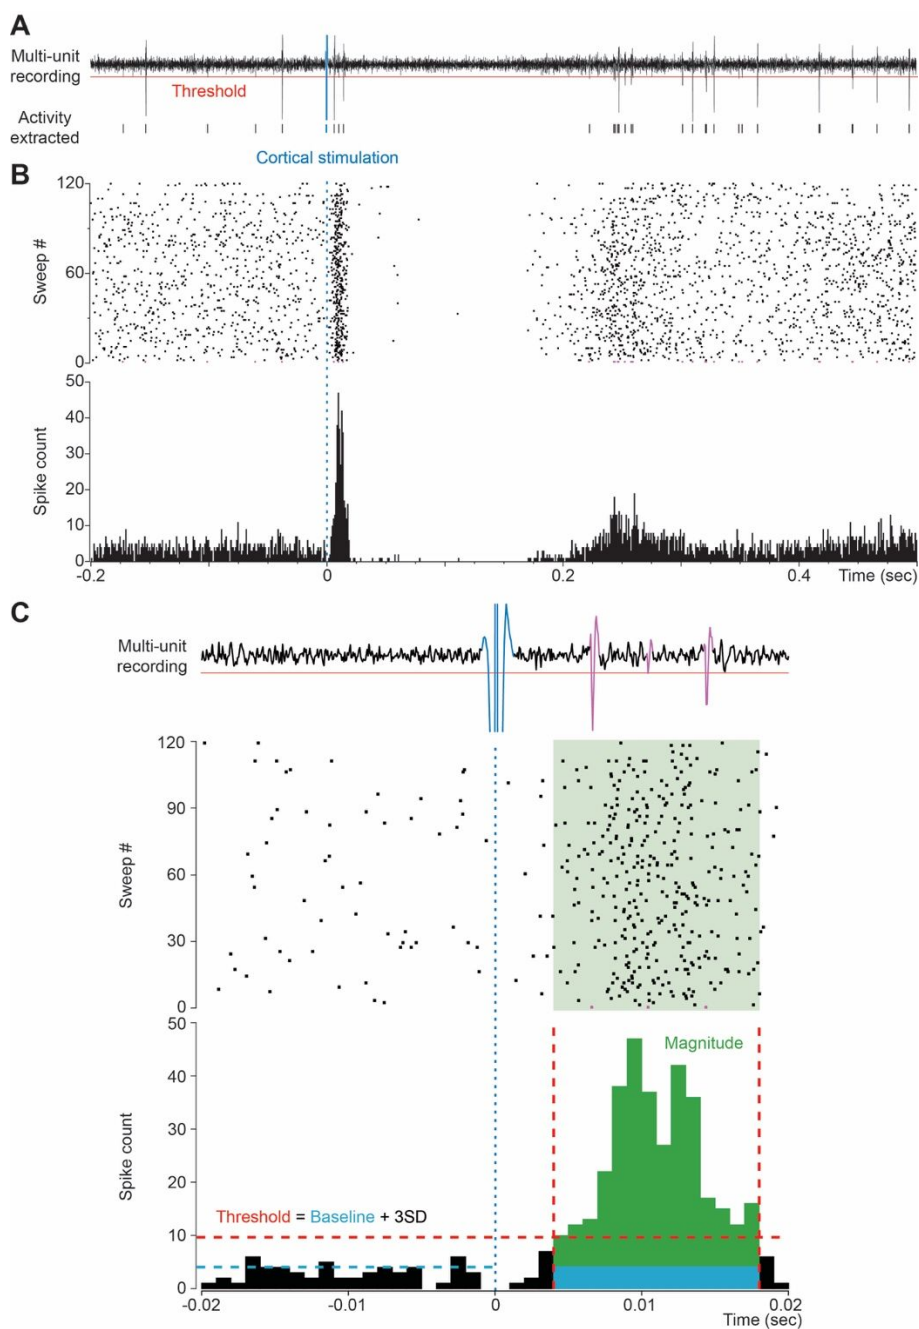 A
Multi-unit
recording
Threshold
Activity
extracted
Cortical stimulation
B
120
60
0
Sweep #
50
40
30
20
10
0
Spike count
-0.2
0
0.2
0.4
Time (sec)
C
Multi-unit
recording
120
90
60
30
0
Sweep #
50
40
30
20
10
0
Spike count
Magnitude
Threshold = Baseline + 3SD
-0.02
-0.01
0
0.01
0.02
Time (sec)